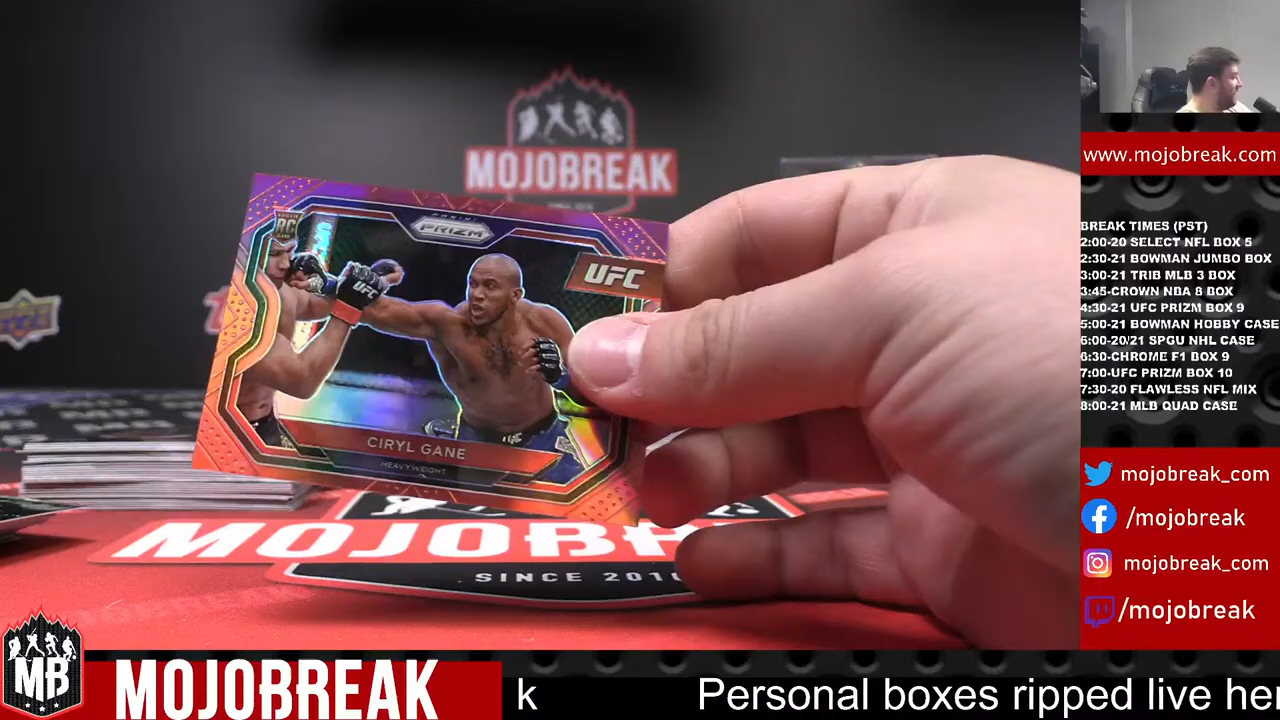 MOJOBREAK
ROOKIE
RC
PANINI
PRIZM
UFC
UFC
CIRYL GANE
HEAVYWEIGHT
MOJOBR
SINCE 2010
www.mojobreak.com
BREAK TIMES (PST)
2:00-20 SELECT NFL BOX 5
2:30-21 BOWMAN JUMBO BOX
3:00-21 TRIB MLB 3 BOX
3:45-CROWN NBA 8 BOX
4:30-21 UFC PRIZM BOX 9
5:00-21 BOWMAN HOBBY CASE
6:00-20/21 SPGU NHL CASE
6:30-CHROME F1 BOX 9
7:00-UFC PRIZM BOX 10
7:30-20 FLAWLESS NFL MIX
8:00-21 MLB QUAD CASE
mojobreak_com
/mojobreak
mojobreak_com
/mojobreak
MB
MOJOBREAK
k
Personal boxes ripped live her